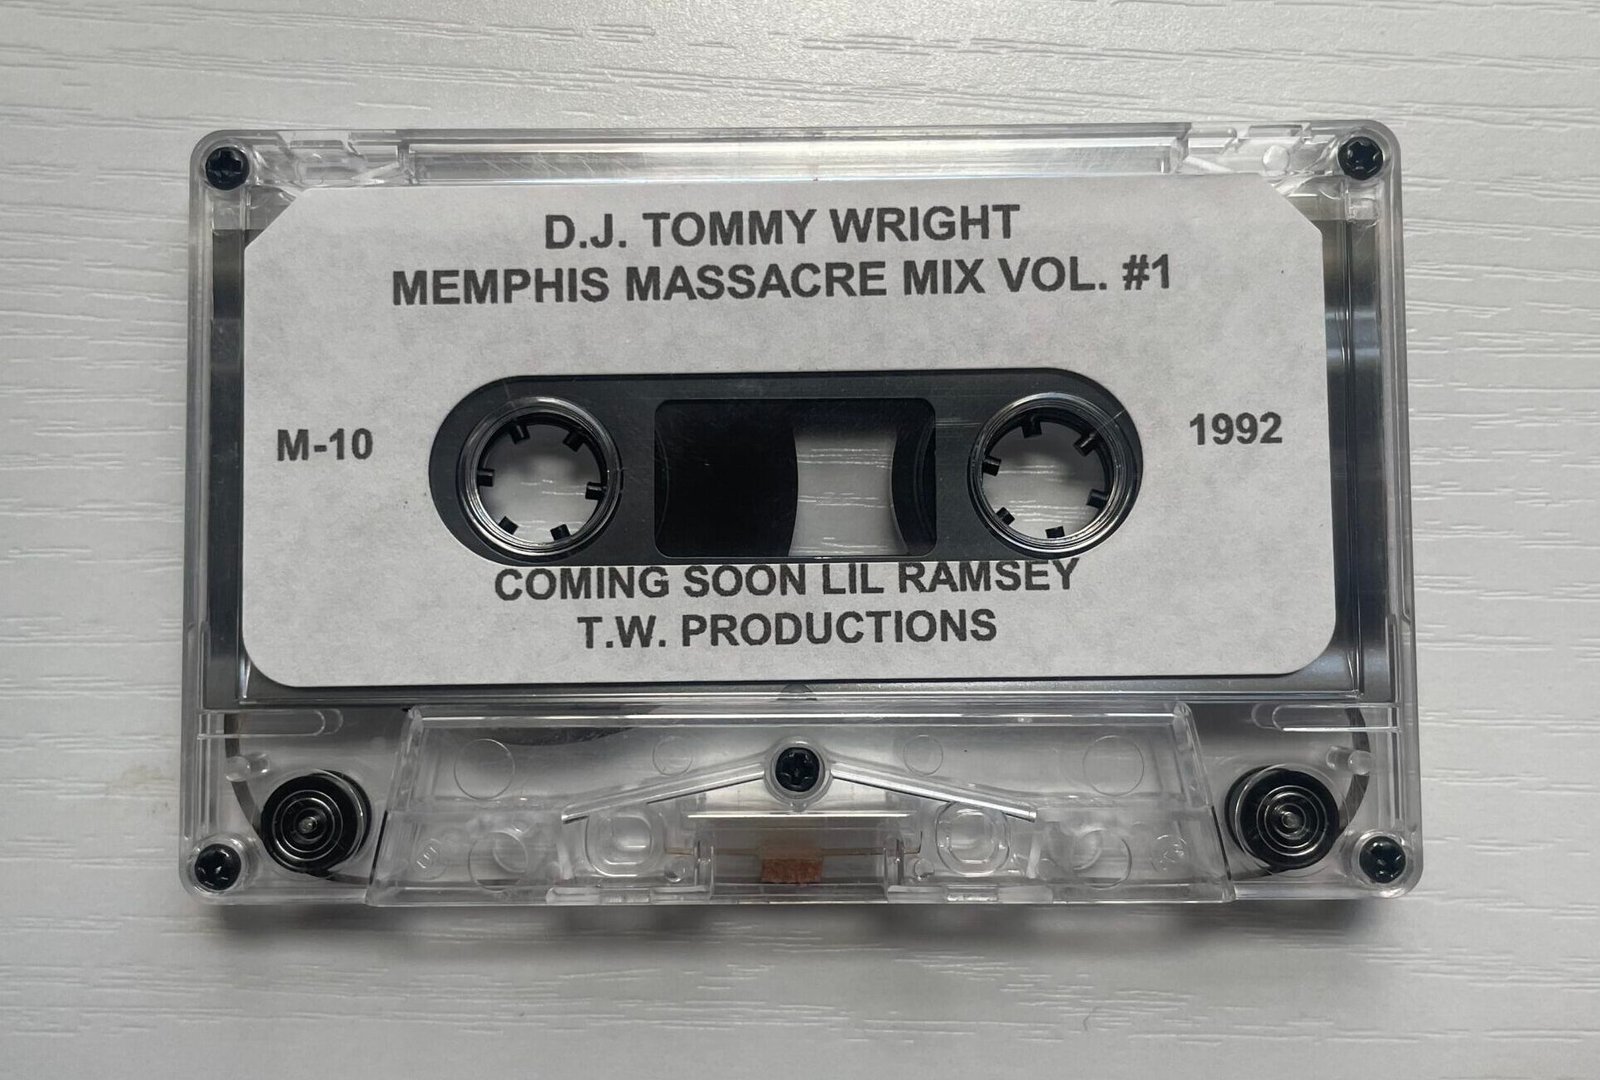 D.J. TOMMY WRIGHT
MEMPHIS MASSACRE MIX VOL. #1
M-10
1992
COMING SOON LIL RAMSEY
T.W. PRODUCTIONS